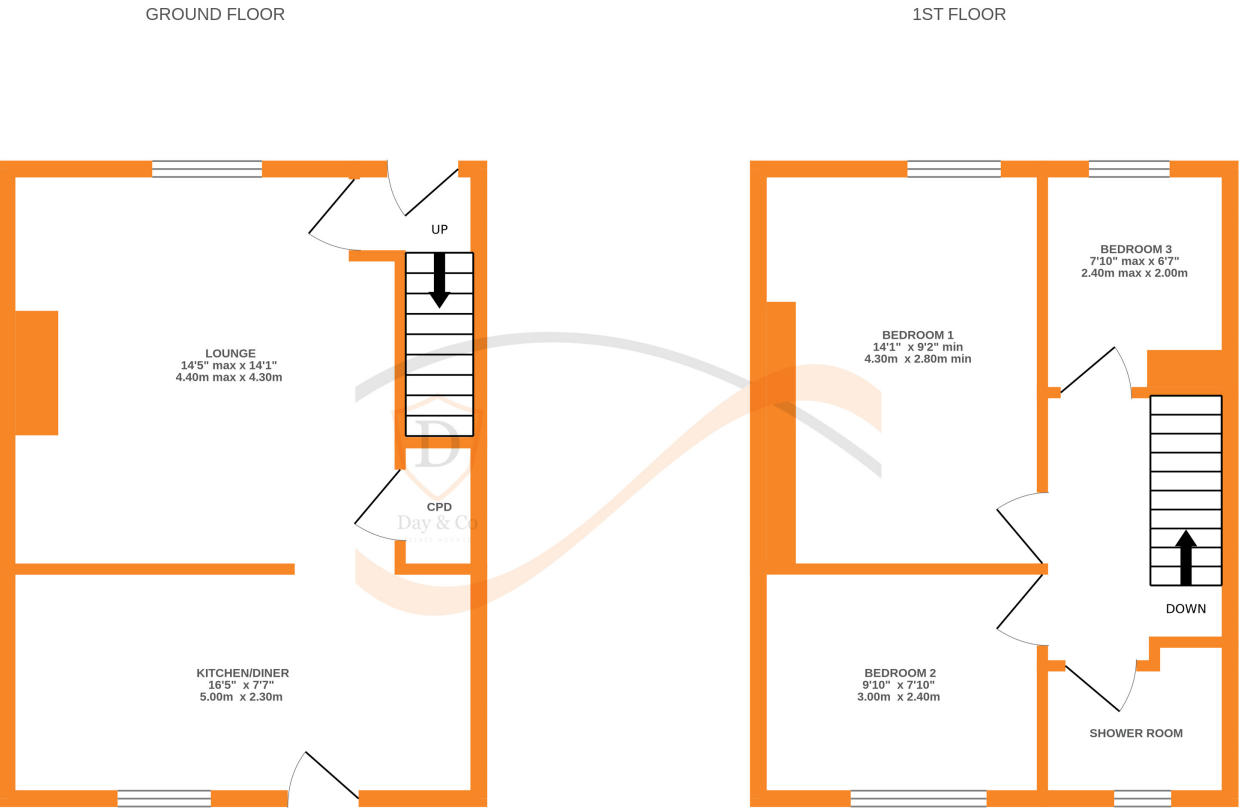 GROUND FLOOR
1ST FLOOR
UP
LOUNGE
14'5" max x 14'1"
4.40m max x 4.30m
CPD
D
Day & Co
KITCHEN/DINER
16'5" x 7'7"
5.00m x 2.30m
BEDROOM 3
7'10" max x 6'7"
2.40m max x 2.00m
BEDROOM 1
14'1" x 9'2" min
4.30m x 2.80m min
DOWN
BEDROOM 2
9'10" x 7'10"
3.00m x 2.40m
SHOWER ROOM